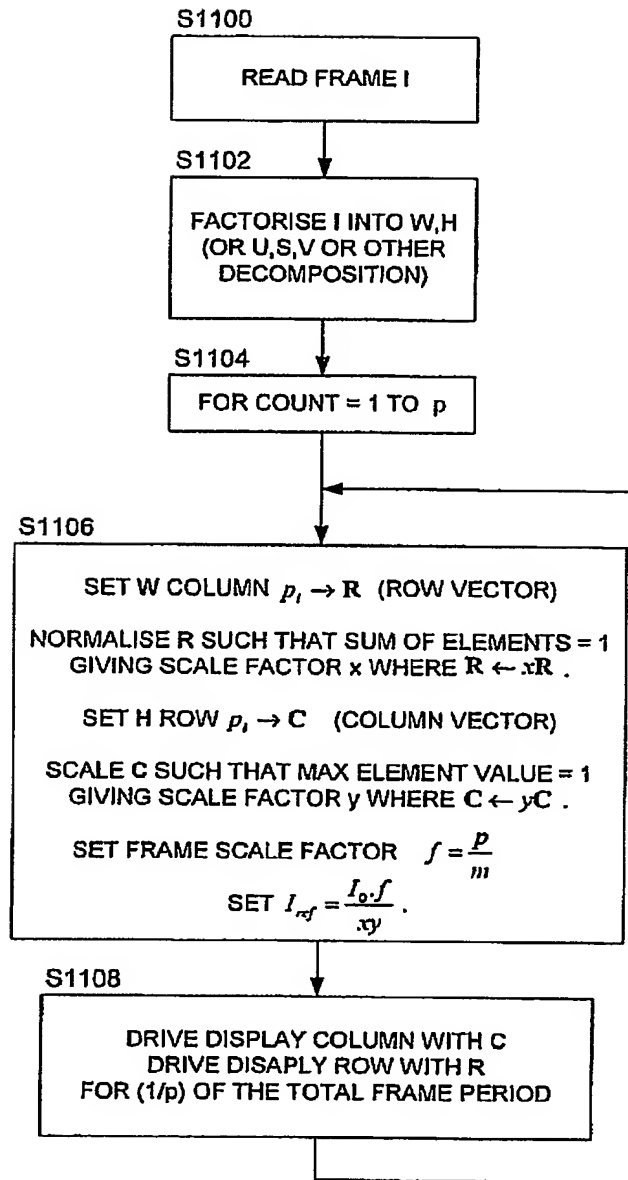 S1100
READ FRAME I
S1102
FACTORISE I INTO W,H
(OR U,S,V OR OTHER
DECOMPOSITION)
S1104
FOR COUNT = 1 TO p
S1106
SET W COLUMN p_i → R (ROW VECTOR)
NORMALISE R SUCH THAT SUM OF ELEMENTS = 1
GIVING SCALE FACTOR x WHERE R ← xR .
SET H ROW p_i → C (COLUMN VECTOR)
SCALE C SUCH THAT MAX ELEMENT VALUE = 1
GIVING SCALE FACTOR y WHERE C ← yC .
SET FRAME SCALE FACTOR f = p/m
SET I_ref = I_0.f/xy .
S1108
DRIVE DISPLAY COLUMN WITH C
DRIVE DISAPLY ROW WITH R
FOR (1/p) OF THE TOTAL FRAME PERIOD